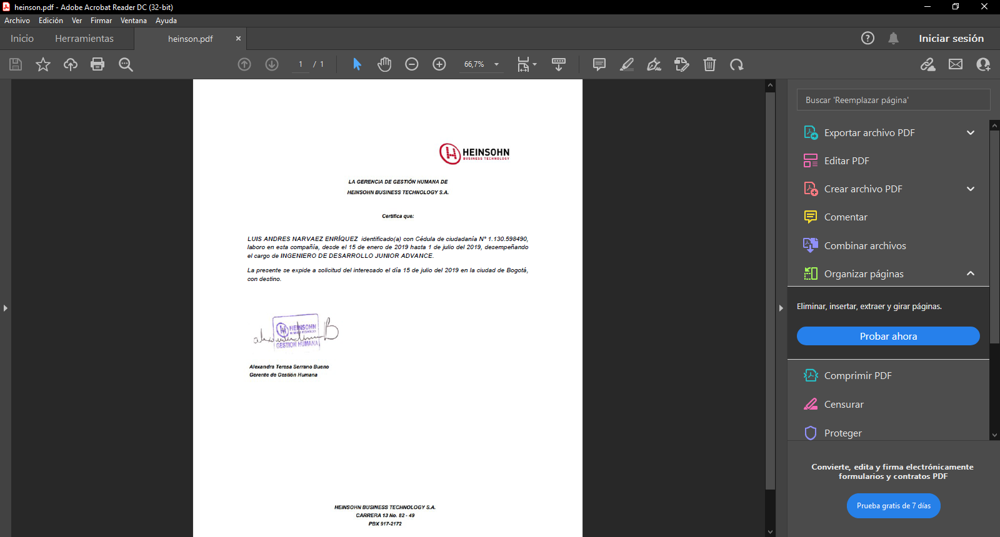 heinson.pdf - Adobe Acrobat Reader DC (32-bit)
Archivo Edición Ver Firmar Ventana Ayuda
Inicio Herramientas heinson.pdf × Iniciar sesión
1 / 1 66,7%
HEINSOHN
BUSINESS TECHNOLOGY
LA GERENCIA DE GESTIÓN HUMANA DE
HEINSOHN BUSINESS TECHNOLOGY S.A.
Certifica que:
LUIS ANDRES NARVAEZ ENRÍQUEZ identificado(a) con Cédula de ciudadanía N° 1.130.598490,
laboro en esta compañía, desde el 15 de enero de 2019 hasta 1 de julio del 2019, desempeñando
el cargo de INGENIERO DE DESARROLLO JUNIOR ADVANCE.
La presente se expide a solicitud del interesado el día 15 de julio del 2019 en la ciudad de Bogotá,
con destino.
HEINSOHN
GESTIÓN HUMANA
Alexandra Teresa Serrano Bueno
Gerente de Gestión Humana
HEINSOHN BUSINESS TECHNOLOGY S.A.
CARRERA 13 No. 82 - 49
PBX 917-2172
Buscar 'Reemplazar página'
Exportar archivo PDF
Editar PDF
Crear archivo PDF
Comentar
Combinar archivos
Organizar páginas
Eliminar, insertar, extraer y girar páginas.
Probar ahora
Comprimir PDF
Censurar
Proteger
Convierte, edita y firma electrónicamente
formularios y contratos PDF
Prueba gratis de 7 días